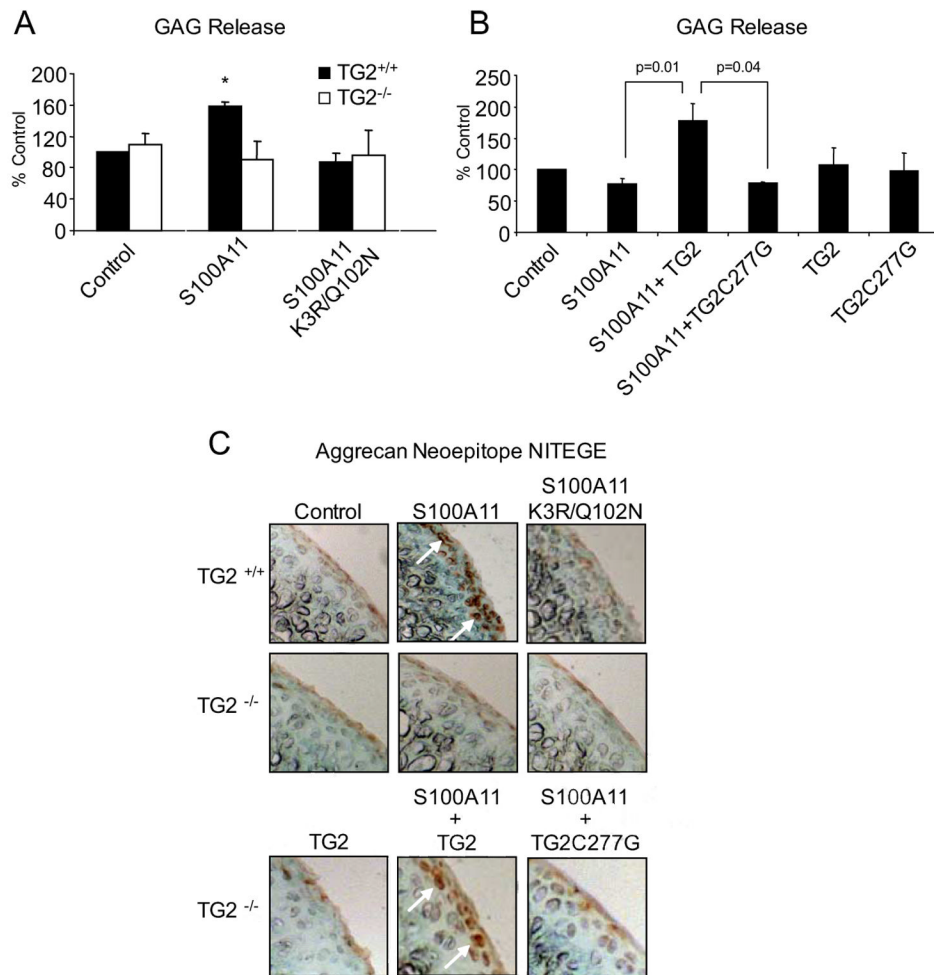 A
GAG Release
% Control
200
160
120
80
40
0
*
TG2+/+
TG2-/-
Control
S100A11
S100A11
K3R/Q102N
B
GAG Release
% Control
250
200
150
100
50
0
p=0.01
p=0.04
Control
S100A11
S100A11+ TG2
S100A11+TG2C277G
TG2
TG2C277G
C
Aggrecan Neoepitope NITEGE
Control
S100A11
S100A11
K3R/Q102N
TG2 +/+
TG2 -/-
TG2
S100A11
+
TG2
S100A11
+
TG2C277G
TG2 -/-